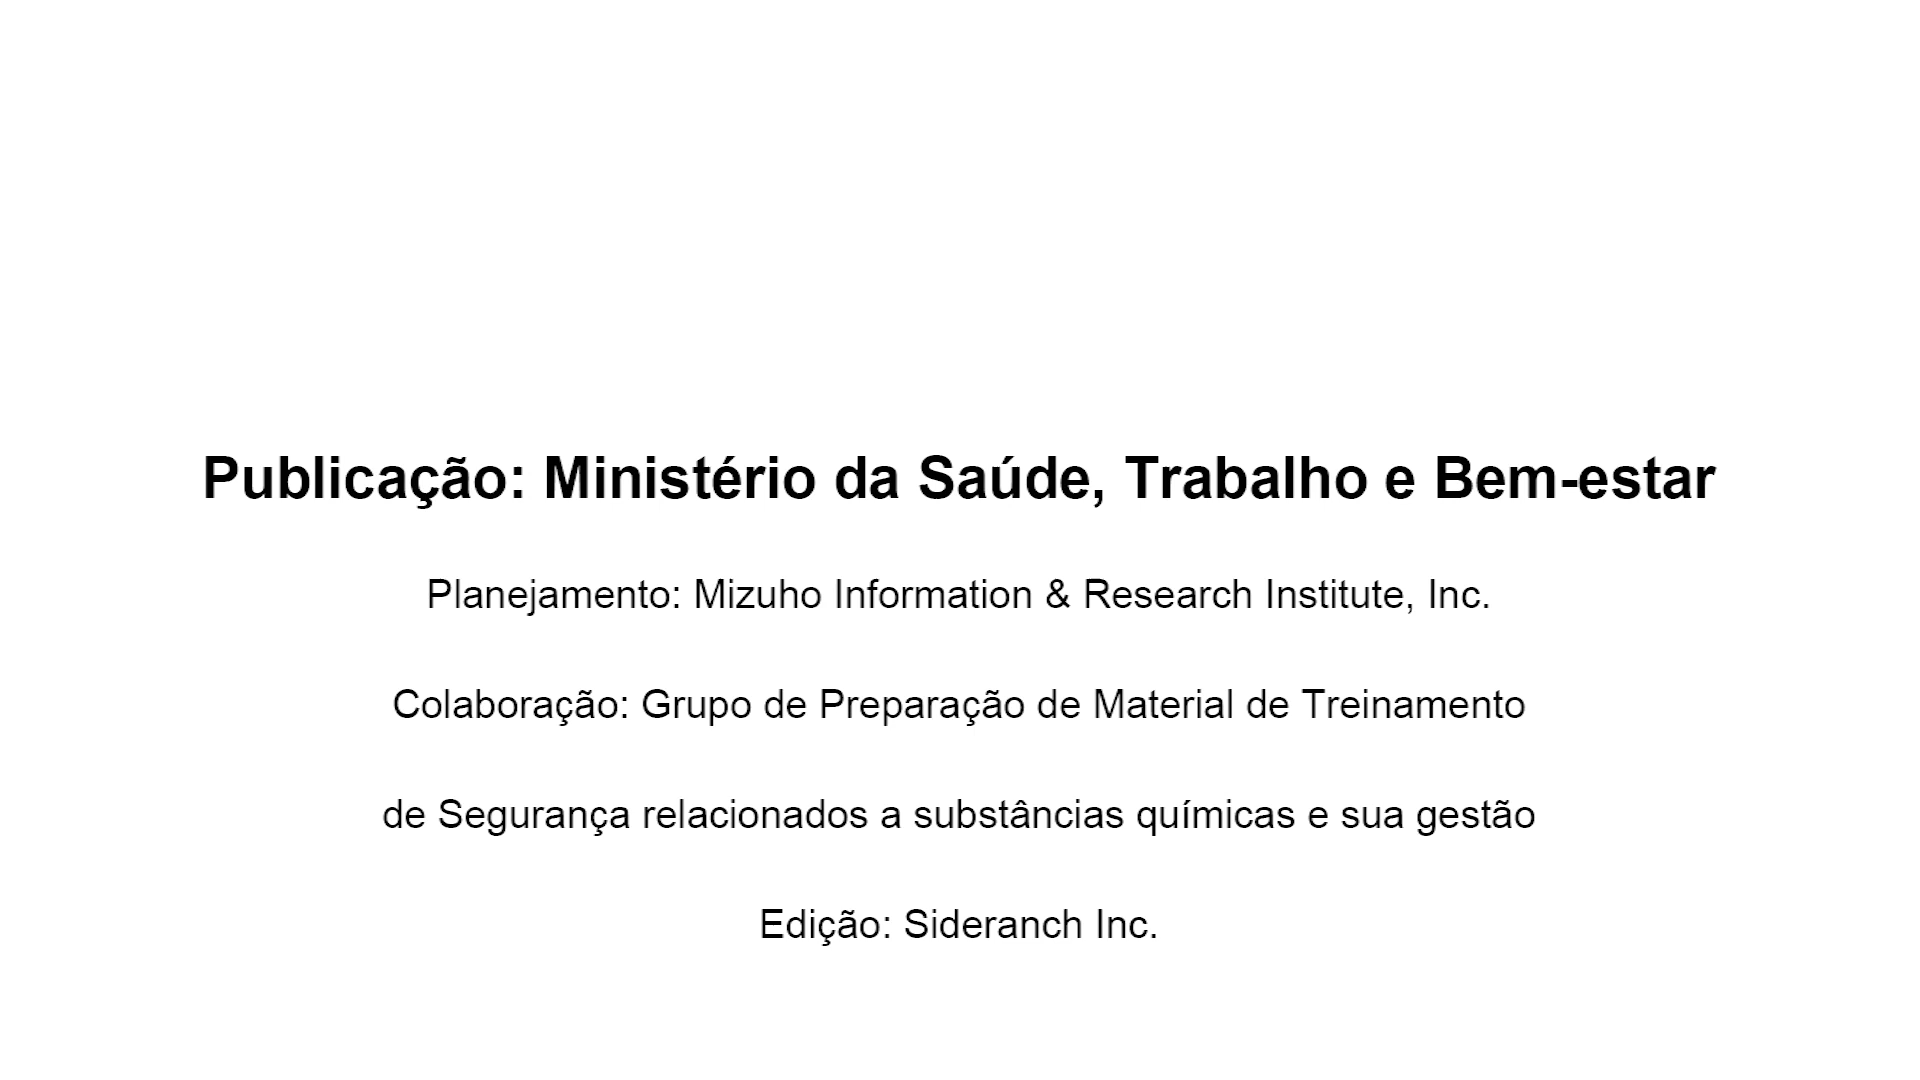 Publicação: Ministério da Saúde, Trabalho e Bem-estar
Planejamento: Mizuho Information & Research Institute, Inc.
Colaboração: Grupo de Preparação de Material de Treinamento
de Segurança relacionados a substâncias químicas e sua gestão
Edição: Sideranch Inc.